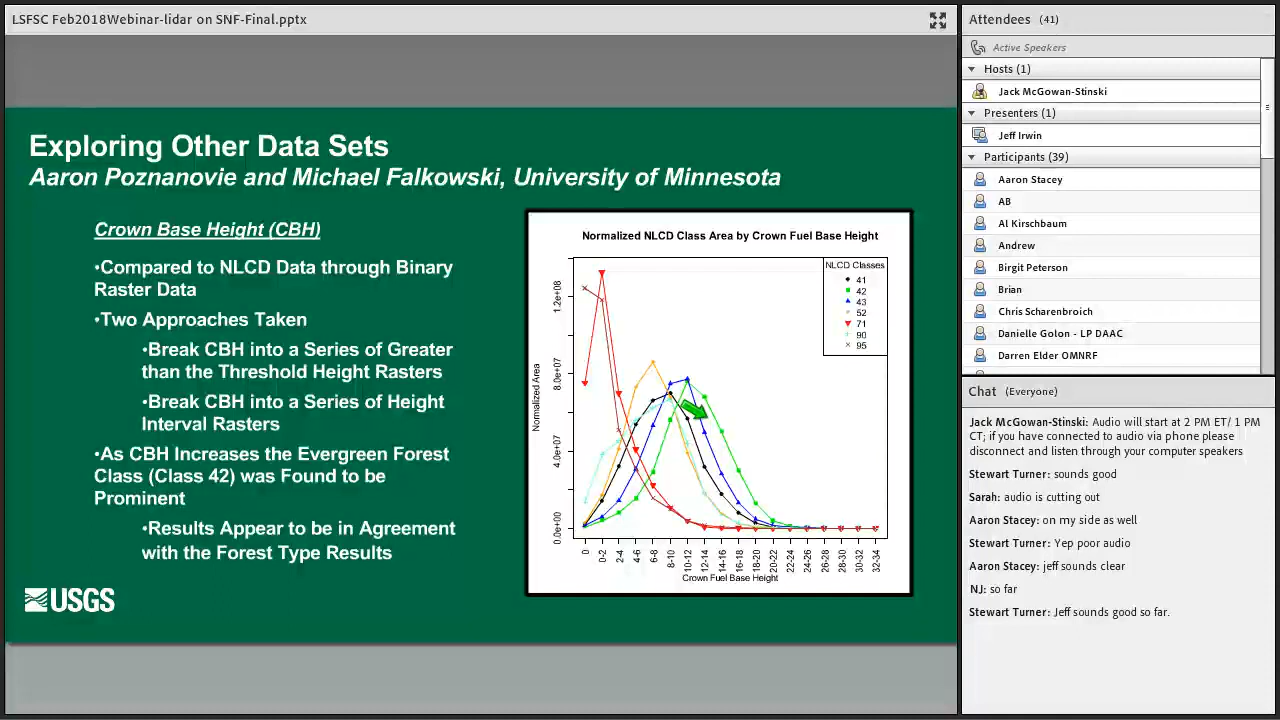 LSFSC Feb2018Webinar-lidar on SNF-Final.pptx
Exploring Other Data Sets
Aaron Poznanovie and Michael Falkowski, University of Minnesota
Crown Base Height (CBH)
•Compared to NLCD Data through Binary
Raster Data
•Two Approaches Taken
•Break CBH into a Series of Greater
than the Threshold Height Rasters
•Break CBH into a Series of Height
Interval Rasters
•As CBH Increases the Evergreen Forest
Class (Class 42) was Found to be
Prominent
•Results Appear to be in Agreement
with the Forest Type Results
USGS
Normalized NLCD Class Area by Crown Fuel Base Height
NLCD Classes
41
42
43
52
71
90
95
Normalized Area
1.2e+08
8.0e+07
4.0e+07
0.0e+00
0
0-2
2-4
4-6
6-8
8-10
10-12
12-14
14-16
16-18
18-20
20-22
22-24
24-26
26-28
28-30
30-32
32-34
Crown Fuel Base Height
Attendees (41)
Active Speakers
Hosts (1)
Jack McGowan-Stinski
Presenters (1)
Jeff Irwin
Participants (39)
Aaron Stacey
AB
Al Kirschbaum
Andrew
Birgit Peterson
Brian
Chris Scharenbroich
Danielle Golon - LP DAAC
Darren Elder OMNRF
Chat (Everyone)
Jack McGowan-Stinski: Audio will start at 2 PM ET/ 1 PM
CT; if you have connected to audio via phone please
disconnect and listen through your computer speakers
Stewart Turner: sounds good
Sarah: audio is cutting out
Aaron Stacey: on my side as well
Stewart Turner: Yep poor audio
Aaron Stacey: jeff sounds clear
NJ: so far
Stewart Turner: Jeff sounds good so far.